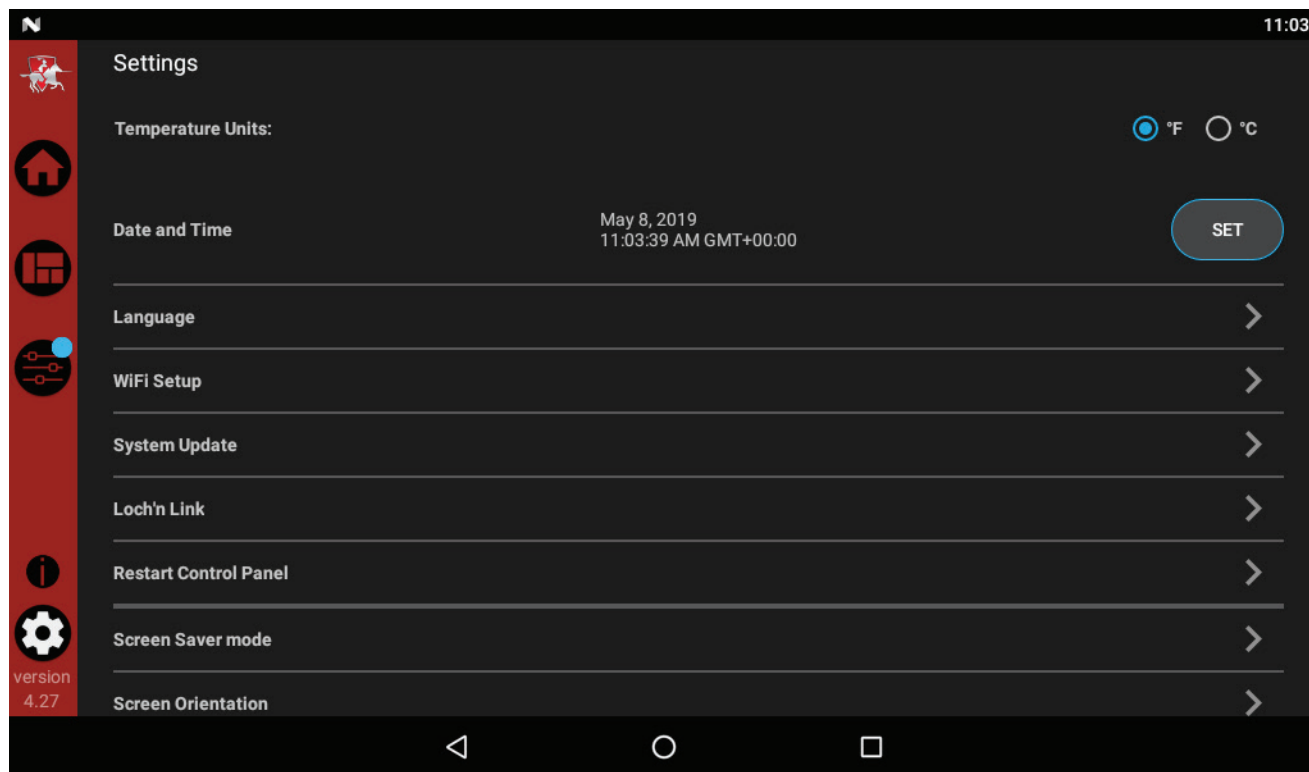 11:03
Settings
Temperature Units:
°F
°C
Date and Time
May 8, 2019
11:03:39 AM GMT+00:00
SET
Language
WiFi Setup
System Update
Loch'n Link
Restart Control Panel
Screen Saver mode
Screen Orientation
version
4.27